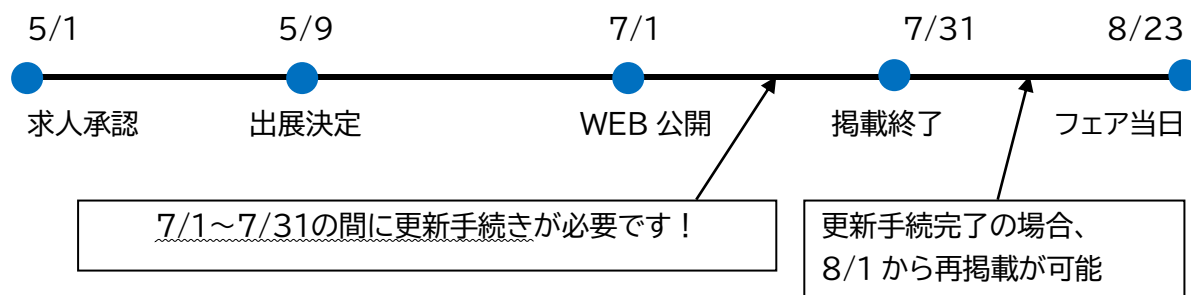 5/1 5/9 7/1 7/31 8/23
求人承認 出展決定 WEB 公開 掲載終了 フェア当日
7/1~7/31の間に更新手続きが必要です!
更新手続完了の場合、
8/1 から再掲載が可能